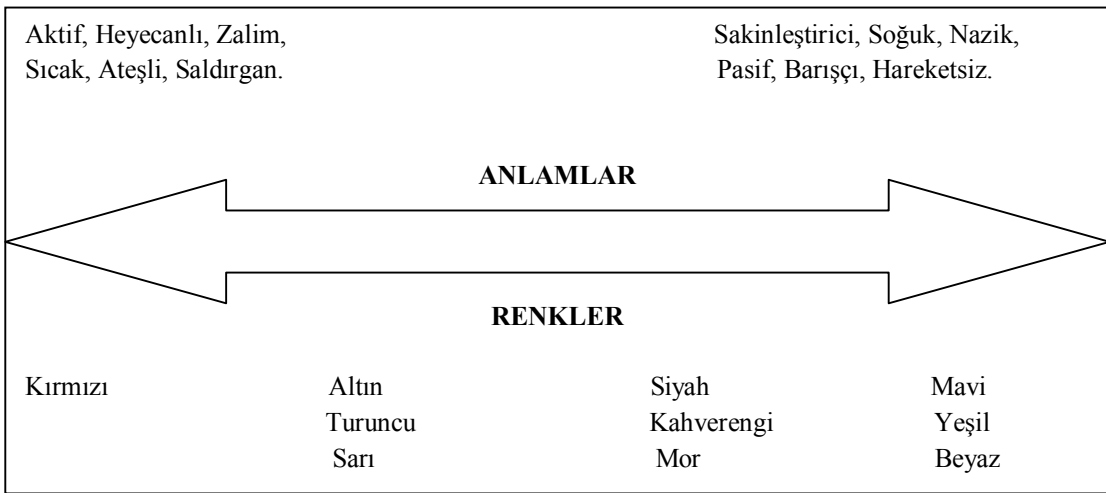 Aktif, Heyecanlı, Zalim,
Sıcak, Ateşli, Saldırgan.
Sakinleştirici, Soğuk, Nazik,
Pasif, Barışçı, Hareketsiz.
ANLAMLAR
RENKLER
Kırmızı Altın Siyah Mavi
Turuncu Kahverengi Yeşil
Sarı Mor Beyaz